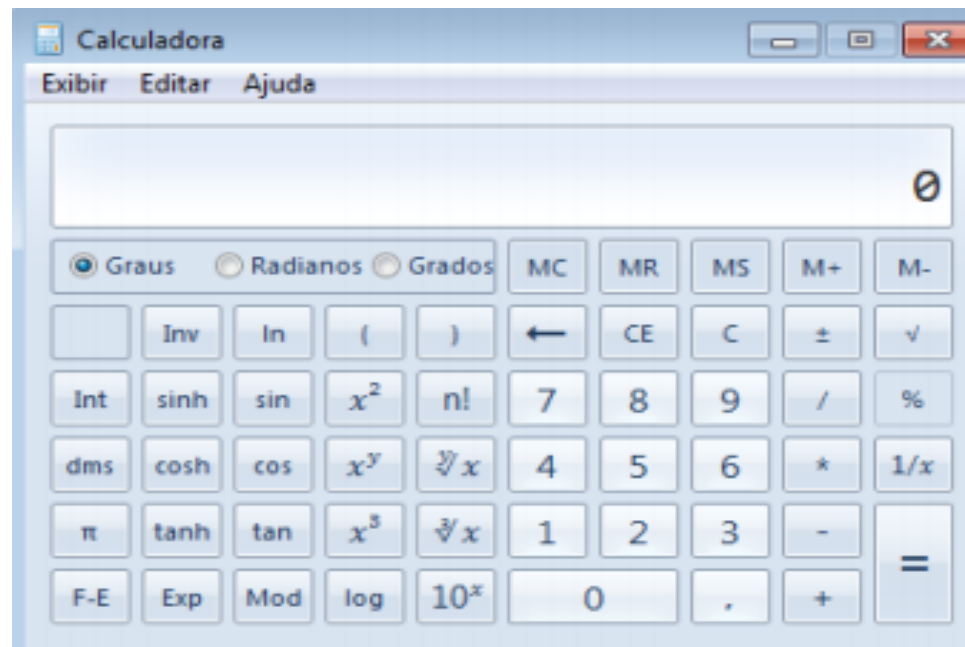 Calculadora
Exibir Editar Ajuda
0
Graus Radianos Grados MC MR MS M+ M-
Inv ln ( ) ← CE C ± √
Int sinh sin x² n! 7 8 9 / %
dms cosh cos xʸ ʸ√x 4 5 6 * 1/x
π tanh tan x³ ³√x 1 2 3 - =
F-E Exp Mod log 10ˣ 0 , +